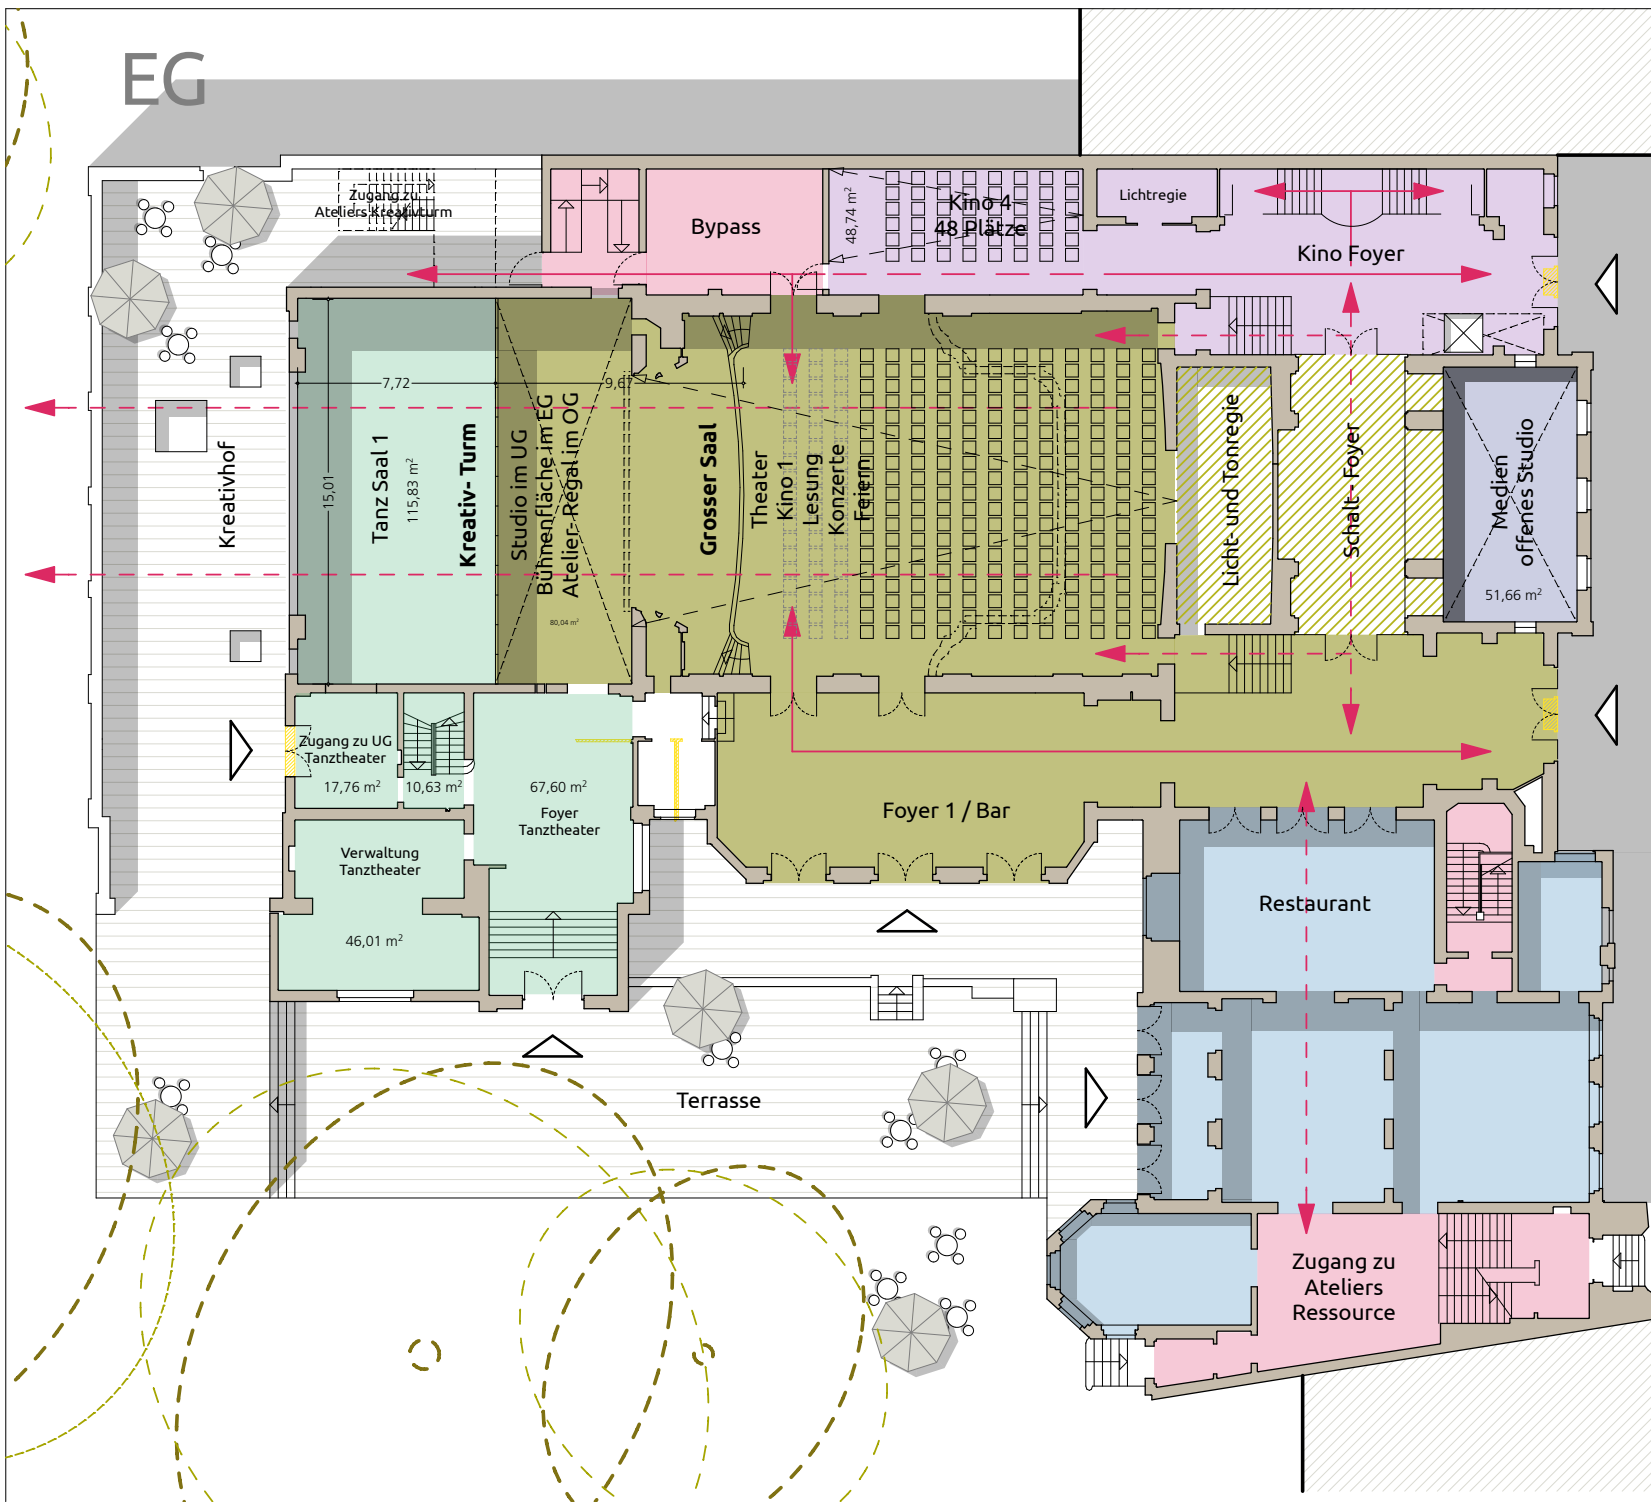 EG
Zugang zu
Ateliers Kreativturm
Bypass
48,74 m²
Kino 4
48 Plätze
Lichtregie
Kino Foyer
Kreativhof
7,72
15,01
Tanz Saal 1
115,83 m²
Kreativ- Turm
Studio im UG
Bühnenfläche im EG
Atelier- Regal im OG
9,67
80,04 m²
Grosser Saal
Theater
Kino 1
Lesung
Konzerte
Feiern
Licht- und Tonregie
Schalt - Foyer
Medien
offenes Studio
51,66 m²
Zugang zu UG
Tanztheater
17,76 m²
10,63 m²
67,60 m²
Foyer
Tanztheater
Verwaltung
Tanztheater
46,01 m²
Foyer 1 / Bar
Restaurant
Terrasse
Zugang zu
Ateliers
Ressource